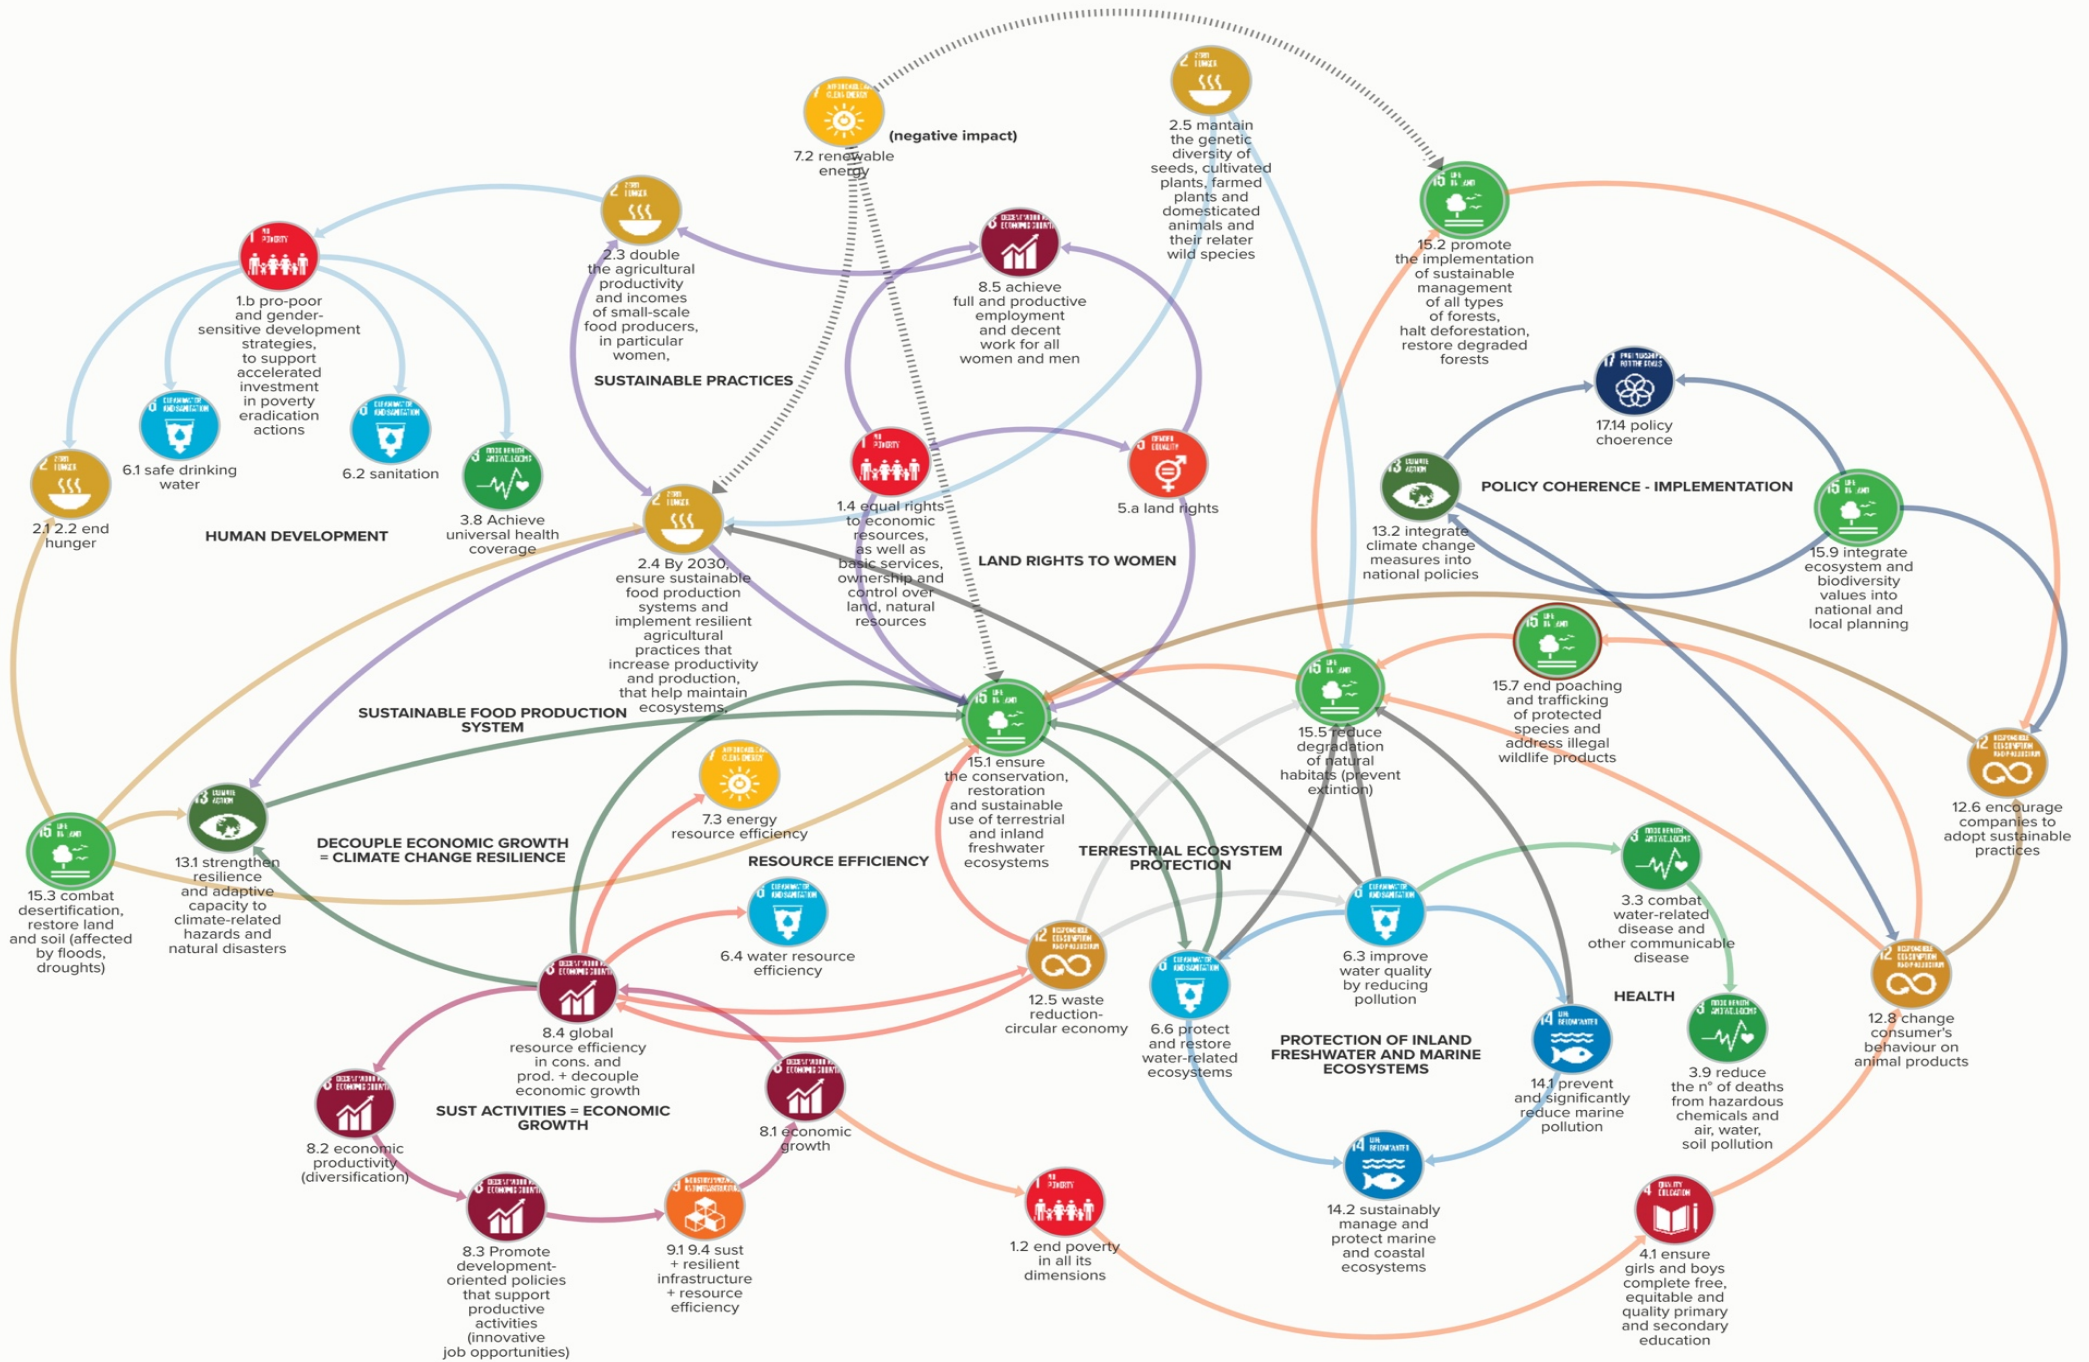 (negative impact)
7.2 renewable
energy
2.5 mantain
the genetic
diversity of
seeds, cultivated
plants, farmed
plants and
domesticated
animals and
their relater
wild species
2.3 double
the agricultural
productivity
and incomes
of small-scale
food producers,
in particular
women,
1.b pro-poor
and gender-
sensitive development
strategies,
to support
accelerated
investment
in poverty
eradication
actions
8.5 achieve
full and productive
employment
and decent
work for all
women and men
15.2 promote
the implementation
of sustainable
management
of all types
of forests,
halt deforestation,
restore degraded
forests
SUSTAINABLE PRACTICES
17.14 policy
choerence
6.1 safe drinking
water
6.2 sanitation
2.1 2.2 end
hunger
3.8 Achieve
universal health
coverage
HUMAN DEVELOPMENT
1.4 equal rights
to economic
resources,
as well as
basic services,
ownership and
control over
land, natural
resources
5.a land rights
LAND RIGHTS TO WOMEN
POLICY COHERENCE - IMPLEMENTATION
13.2 integrate
climate change
measures into
national policies
15.9 integrate
ecosystem and
biodiversity
values into
national and
local planning
2.4 By 2030,
ensure sustainable
food production
systems and
implement resilient
agricultural
practices that
increase productivity
and production,
that help maintain
ecosystems,
SUSTAINABLE FOOD PRODUCTION
SYSTEM
15.7 end poaching
and trafficking
of protected
species and
address illegal
wildlife products
15.5 reduce
degradation
of natural
habitats (prevent
extintion)
15.1 ensure
the conservation,
restoration
and sustainable
use of terrestrial
and inland
freshwater
ecosystems
7.3 energy
resource efficiency
12.6 encourage
companies to
adopt sustainable
practices
DECOUPLE ECONOMIC GROWTH
= CLIMATE CHANGE RESILIENCE
RESOURCE EFFICIENCY
TERRESTRIAL ECOSYSTEM
PROTECTION
13.1 strengthen
resilience
and adaptive
capacity to
climate-related
hazards and
natural disasters
15.3 combat
desertification,
restore land
and soil (affected
by floods,
droughts)
3.3 combat
water-related
disease and
other communicable
disease
6.4 water resource
efficiency
6.3 improve
water quality
by reducing
pollution
12.5 waste
reduction-
circular economy
HEALTH
6.6 protect
and restore
water-related
ecosystems
12.8 change
consumer's
behaviour on
animal products
8.4 global
resource efficiency
in cons. and
prod. + decouple
economic growth
PROTECTION OF INLAND
FRESHWATER AND MARINE
ECOSYSTEMS
3.9 reduce
the n° of deaths
from hazardous
chemicals and
air, water,
soil pollution
14.1 prevent
and significantly
reduce marine
pollution
SUST ACTIVITIES = ECONOMIC
GROWTH
8.1 economic
growth
8.2 economic
productivity
(diversification)
14.2 sustainably
manage and
protect marine
and coastal
ecosystems
1.2 end poverty
in all its
dimensions
9.1 9.4 sust
+ resilient
infrastructure
+ resource
efficiency
8.3 Promote
development-
oriented policies
that support
productive
activities
(innovative
job opportunities)
4.1 ensure
girls and boys
complete free,
equitable and
quality primary
and secondary
education